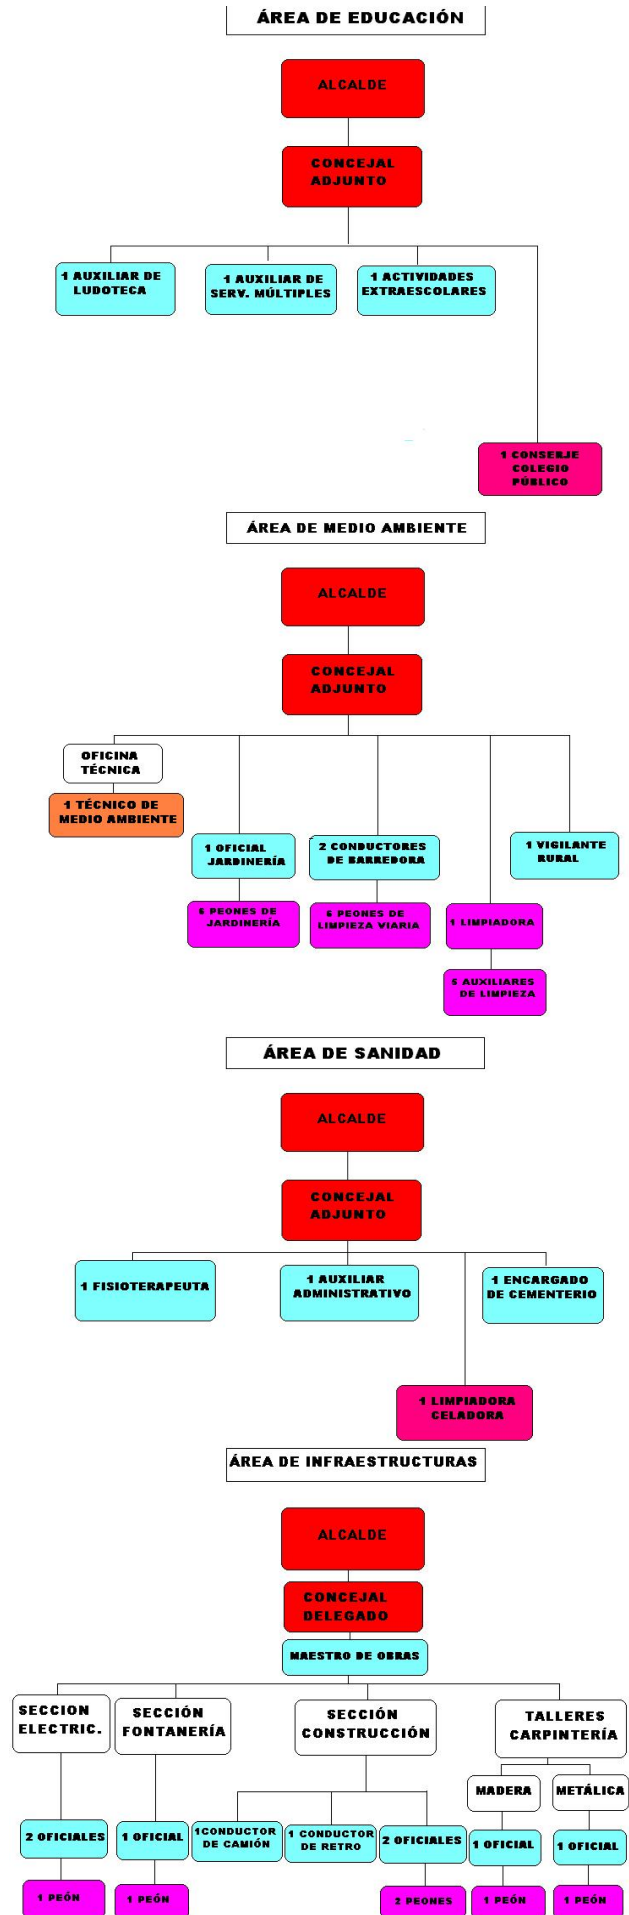 ÁREA DE EDUCACIÓN
ALCALDE
CONCEJAL
ADJUNTO
1 AUXILIAR DE
LUDOTECA
1 AUXILIAR DE
SERV. MÚLTIPLES
1 ACTIVIDADES
EXTRAESCOLARES
1 CONSERJE
COLEGIO
PÚBLICO
ÁREA DE MEDIO AMBIENTE
ALCALDE
CONCEJAL
ADJUNTO
OFICINA
TÉCNICA
1 TÉCNICO DE
MEDIO AMBIENTE
1 OFICIAL
JARDINERÍA
2 CONDUCTORES
DE BARREDORA
1 VIGILANTE
RURAL
PEONES DE
JARDINERÍA
6 PEONES DE
LIMPIEZA VIARIA
1 LIMPIADORA
5 AUXILIARES
DE LIMPIEZA
ÁREA DE SANIDAD
ALCALDE
CONCEJAL
ADJUNTO
1 FISIOTERAPEUTA
1 AUXILIAR
ADMINISTRATIVO
1 ENCARGADO
DE CEMENTERIO
1 LIMPIADORA
CELADORA
ÁREA DE INFRAESTRUCTURAS
ALCALDE
CONCEJAL
DELEGADO
MAESTRO DE OBRAS
SECCION
ELECTRIC.
SECCIÓN
FONTANERÍA
SECCIÓN
CONSTRUCCIÓN
TALLERES
CARPINTERÍA
MADERA
METÁLICA
2 OFICIALES
1 OFICIAL
1CONDUCTOR
DE CAMIÓN
1 CONDUCTOR
DE RETRO
2 OFICIALES
1 OFICIAL
1 OFICIAL
1 PEÓN
1 PEÓN
2 PEONES
1 PEÓN
1 PEÓN